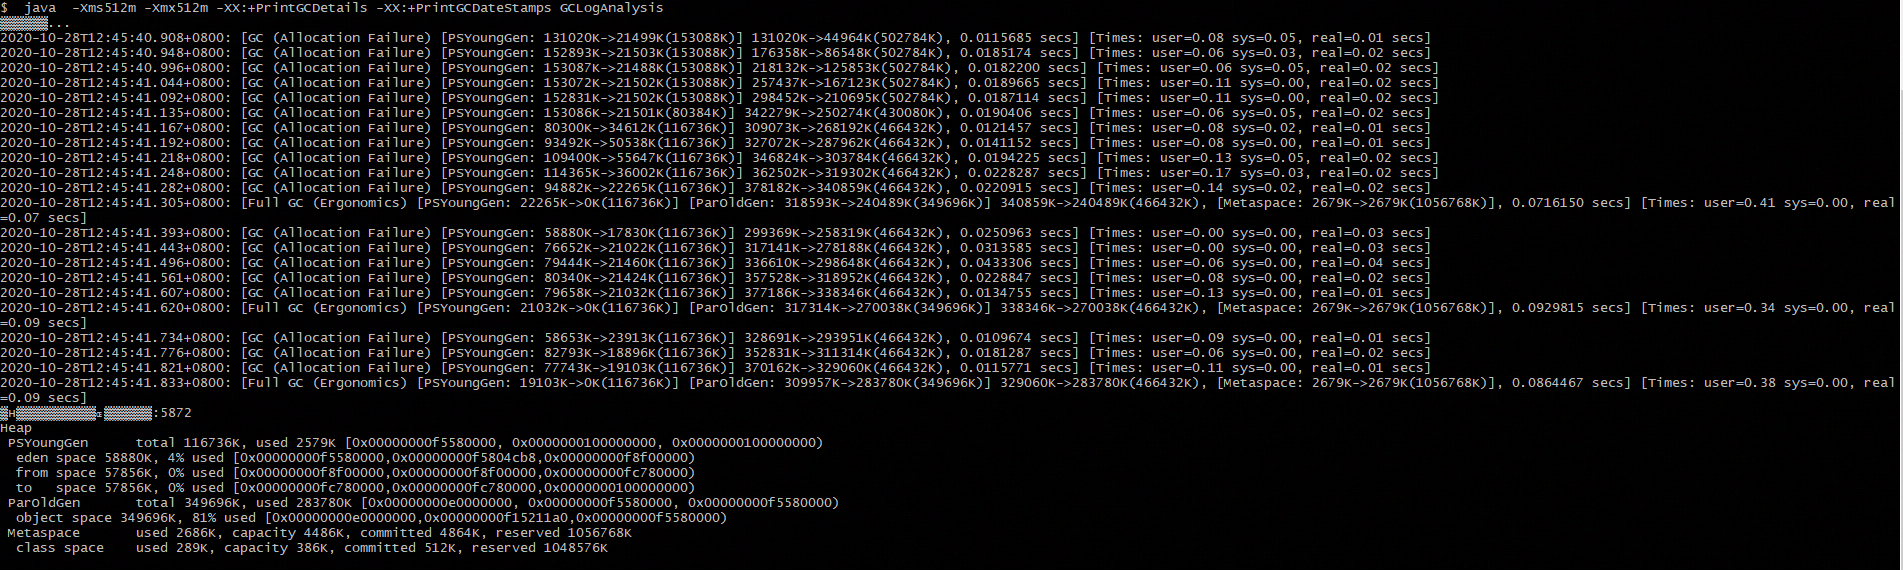 $  java  -Xms512m -Xmx512m -XX:+PrintGCDetails -XX:+PrintGCDateStamps GCLogAnalysis
...
2020-10-28T12:45:40.908+0800: [GC (Allocation Failure) [PSYoungGen: 131020K->21499K(153088K)] 131020K->44964K(502784K), 0.0115685 secs] [Times: user=0.08 sys=0.05, real=0.01 secs]
2020-10-28T12:45:40.948+0800: [GC (Allocation Failure) [PSYoungGen: 152893K->21503K(153088K)] 176358K->86548K(502784K), 0.0185174 secs] [Times: user=0.06 sys=0.03, real=0.02 secs]
2020-10-28T12:45:40.996+0800: [GC (Allocation Failure) [PSYoungGen: 153087K->21488K(153088K)] 218132K->125853K(502784K), 0.0182200 secs] [Times: user=0.06 sys=0.05, real=0.02 secs]
2020-10-28T12:45:41.044+0800: [GC (Allocation Failure) [PSYoungGen: 153072K->21502K(153088K)] 257437K->167123K(502784K), 0.0189665 secs] [Times: user=0.11 sys=0.00, real=0.02 secs]
2020-10-28T12:45:41.092+0800: [GC (Allocation Failure) [PSYoungGen: 152831K->21502K(153088K)] 298452K->210695K(502784K), 0.0187114 secs] [Times: user=0.11 sys=0.00, real=0.02 secs]
2020-10-28T12:45:41.135+0800: [GC (Allocation Failure) [PSYoungGen: 153086K->21501K(80384K)] 342279K->250274K(430080K), 0.0190406 secs] [Times: user=0.06 sys=0.05, real=0.02 secs]
2020-10-28T12:45:41.167+0800: [GC (Allocation Failure) [PSYoungGen: 80300K->34612K(116736K)] 309073K->268192K(466432K), 0.0121457 secs] [Times: user=0.08 sys=0.02, real=0.01 secs]
2020-10-28T12:45:41.192+0800: [GC (Allocation Failure) [PSYoungGen: 93492K->50538K(116736K)] 327072K->287962K(466432K), 0.0141152 secs] [Times: user=0.08 sys=0.00, real=0.01 secs]
2020-10-28T12:45:41.218+0800: [GC (Allocation Failure) [PSYoungGen: 109400K->55647K(116736K)] 346824K->303784K(466432K), 0.0194225 secs] [Times: user=0.13 sys=0.05, real=0.02 secs]
2020-10-28T12:45:41.248+0800: [GC (Allocation Failure) [PSYoungGen: 114365K->36002K(116736K)] 362502K->319302K(466432K), 0.0228287 secs] [Times: user=0.17 sys=0.03, real=0.02 secs]
2020-10-28T12:45:41.282+0800: [GC (Allocation Failure) [PSYoungGen: 94882K->22265K(116736K)] 378182K->340859K(466432K), 0.0220915 secs] [Times: user=0.14 sys=0.02, real=0.02 secs]
2020-10-28T12:45:41.305+0800: [Full GC (Ergonomics) [PSYoungGen: 22265K->0K(116736K)] [ParOldGen: 318593K->240489K(349696K)] 340859K->240489K(466432K), [Metaspace: 2679K->2679K(1056768K)], 0.0716150 secs] [Times: user=0.41 sys=0.00, real
=0.07 secs]
2020-10-28T12:45:41.393+0800: [GC (Allocation Failure) [PSYoungGen: 58880K->17830K(116736K)] 299369K->258319K(466432K), 0.0250963 secs] [Times: user=0.00 sys=0.00, real=0.03 secs]
2020-10-28T12:45:41.443+0800: [GC (Allocation Failure) [PSYoungGen: 76652K->21022K(116736K)] 317141K->278188K(466432K), 0.0313585 secs] [Times: user=0.00 sys=0.00, real=0.03 secs]
2020-10-28T12:45:41.496+0800: [GC (Allocation Failure) [PSYoungGen: 79444K->21460K(116736K)] 336610K->298648K(466432K), 0.0433306 secs] [Times: user=0.06 sys=0.00, real=0.04 secs]
2020-10-28T12:45:41.561+0800: [GC (Allocation Failure) [PSYoungGen: 80340K->21424K(116736K)] 357528K->318952K(466432K), 0.0228847 secs] [Times: user=0.08 sys=0.00, real=0.02 secs]
2020-10-28T12:45:41.607+0800: [GC (Allocation Failure) [PSYoungGen: 79658K->21032K(116736K)] 377186K->338346K(466432K), 0.0134755 secs] [Times: user=0.13 sys=0.00, real=0.01 secs]
2020-10-28T12:45:41.620+0800: [Full GC (Ergonomics) [PSYoungGen: 21032K->0K(116736K)] [ParOldGen: 317314K->270038K(349696K)] 338346K->270038K(466432K), [Metaspace: 2679K->2679K(1056768K)], 0.0929815 secs] [Times: user=0.34 sys=0.00, real
=0.09 secs]
2020-10-28T12:45:41.734+0800: [GC (Allocation Failure) [PSYoungGen: 58653K->23913K(116736K)] 328691K->293951K(466432K), 0.0109674 secs] [Times: user=0.09 sys=0.00, real=0.01 secs]
2020-10-28T12:45:41.776+0800: [GC (Allocation Failure) [PSYoungGen: 82793K->18896K(116736K)] 352831K->311314K(466432K), 0.0181287 secs] [Times: user=0.06 sys=0.00, real=0.02 secs]
2020-10-28T12:45:41.821+0800: [GC (Allocation Failure) [PSYoungGen: 77743K->19103K(116736K)] 370162K->329060K(466432K), 0.0115771 secs] [Times: user=0.11 sys=0.00, real=0.01 secs]
2020-10-28T12:45:41.833+0800: [Full GC (Ergonomics) [PSYoungGen: 19103K->0K(116736K)] [ParOldGen: 309957K->283780K(349696K)] 329060K->283780K(466432K), [Metaspace: 2679K->2679K(1056768K)], 0.0864467 secs] [Times: user=0.38 sys=0.00, real
=0.09 secs]
:5872
Heap
 PSYoungGen      total 116736K, used 2579K [0x00000000f5580000, 0x0000000100000000, 0x0000000100000000)
  eden space 58880K, 4% used [0x00000000f5580000,0x00000000f5804cb8,0x00000000f8f00000)
  from space 57856K, 0% used [0x00000000f8f00000,0x00000000f8f00000,0x00000000fc780000)
  to   space 57856K, 0% used [0x00000000fc780000,0x00000000fc780000,0x0000000100000000)
 ParOldGen       total 349696K, used 283780K [0x00000000e0000000, 0x00000000f5580000, 0x00000000f5580000)
  object space 349696K, 81% used [0x00000000e0000000,0x00000000f15211a0,0x00000000f5580000)
 Metaspace       used 2686K, capacity 4486K, committed 4864K, reserved 1056768K
  class space    used 289K, capacity 386K, committed 512K, reserved 1048576K